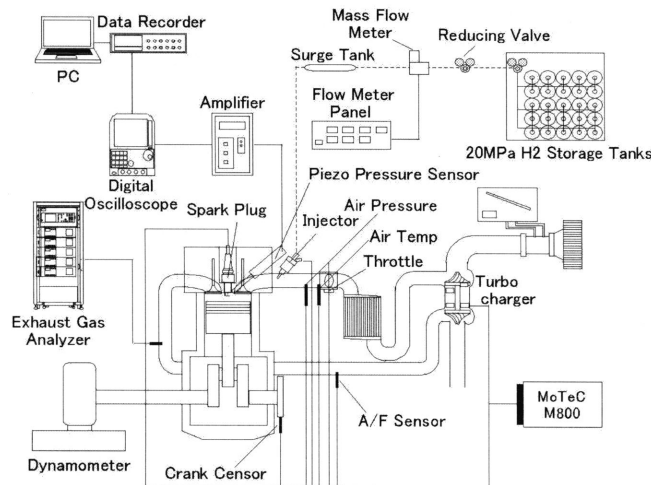 Data Recorder
PC
Mass Flow
Meter
Reducing Valve
Surge Tank
Amplifier
Flow Meter
Panel
20MPa H2 Storage Tanks
Digital
Oscilloscope
Piezo Pressure Sensor
Spark Plug
Air Pressure
Injector
Air Temp
Throttle
Turbo
charger
Exhaust Gas
Analyzer
A/F Sensor
MoTeC
M800
Dynamometer
Crank Censor